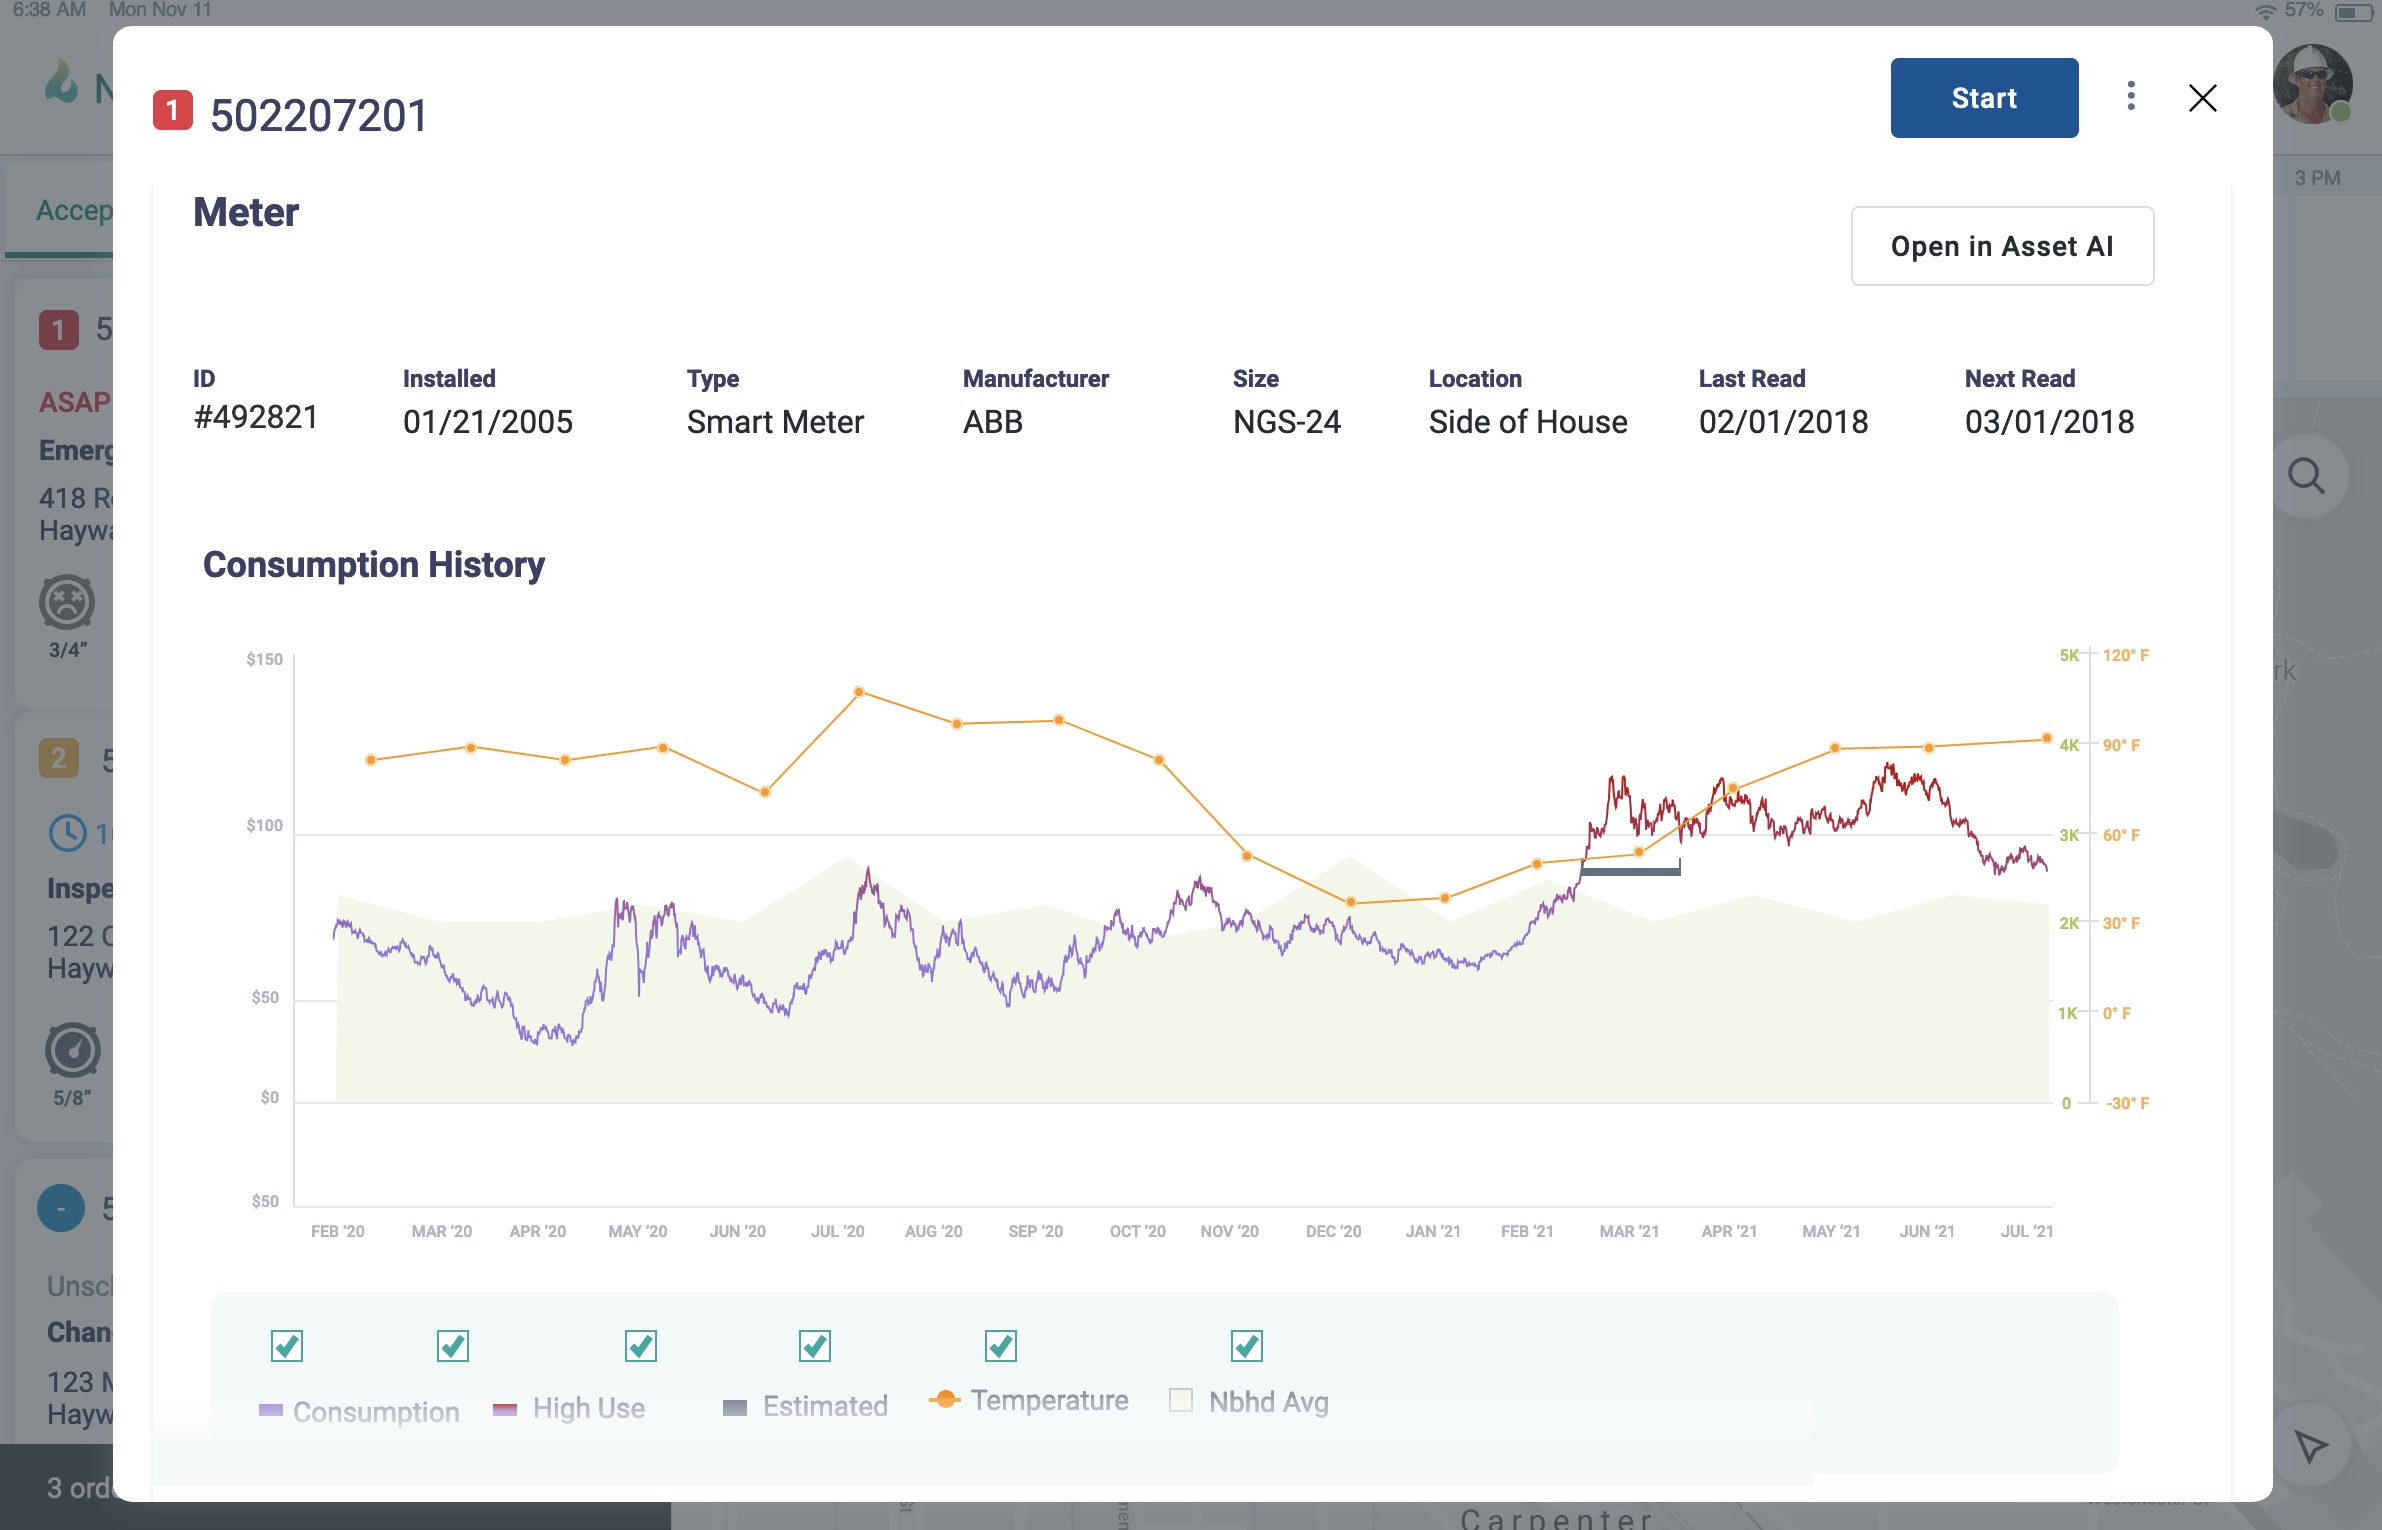 6:38 AM Mon Nov 11
57%
N
1 502207201
Start
Accep
3 PM
Meter
Open in Asset AI
1 5
ASAP
Emerg
418 R
Haywa
3/4”
ID Installed Type Manufacturer Size Location Last Read Next Read
#492821 01/21/2005 Smart Meter ABB NGS-24 Side of House 02/01/2018 03/01/2018
Consumption History
$150
$100
$50
$0
$50
5K 120° F
4K 90° F
3K 60° F
2K 30° F
1K 0° F
0 -30° F
rk
FEB ‘20 MAR ‘20 APR ‘20 MAY ‘20 JUN ‘20 JUL ‘20 AUG ‘20 SEP ‘20 OCT ‘20 NOV ‘20 DEC ‘20 JAN ‘21 FEB ‘21 MAR ‘21 APR ‘21 MAY ‘21 JUN ‘21 JUL ‘21
2 5
1
Inspe
122 C
Hayw
5/8”
- 5
Unscl
Chan
123 M
Hayw
Consumption High Use Estimated Temperature Nbhd Avg
3 ord
St
Carpenter